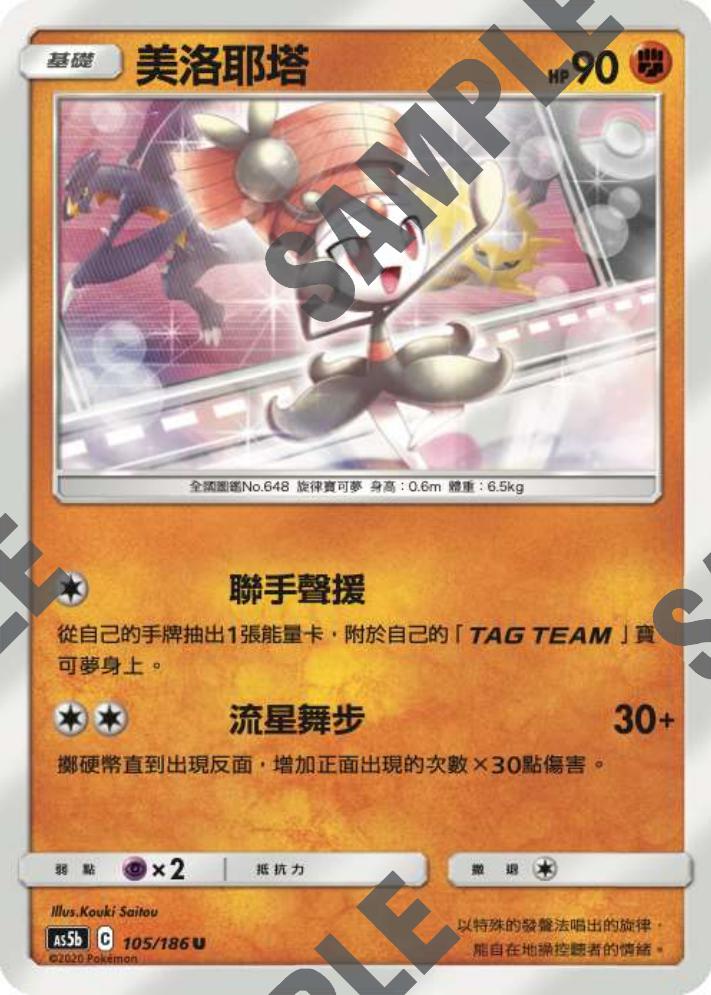 基礎 美洛耶塔 HP 90
SAMPLE
全國圖鑑No.648 旋律寶可夢 身高：0.6m 體重：6.5kg
聯手聲援
從自己的手牌抽出1張能量卡，附於自己的「TAG TEAM」寶
可夢身上。
流星舞步 30+
擲硬幣直到出現反面，增加正面出現的次數×30點傷害。
弱點 ×2 抵抗力 撤退
Illus.Kouki Saitou
AS5b C 105/186 U
©2020 Pokémon
以特殊的發聲法唱出的旋律，
能自在地操控聽者的情緒。